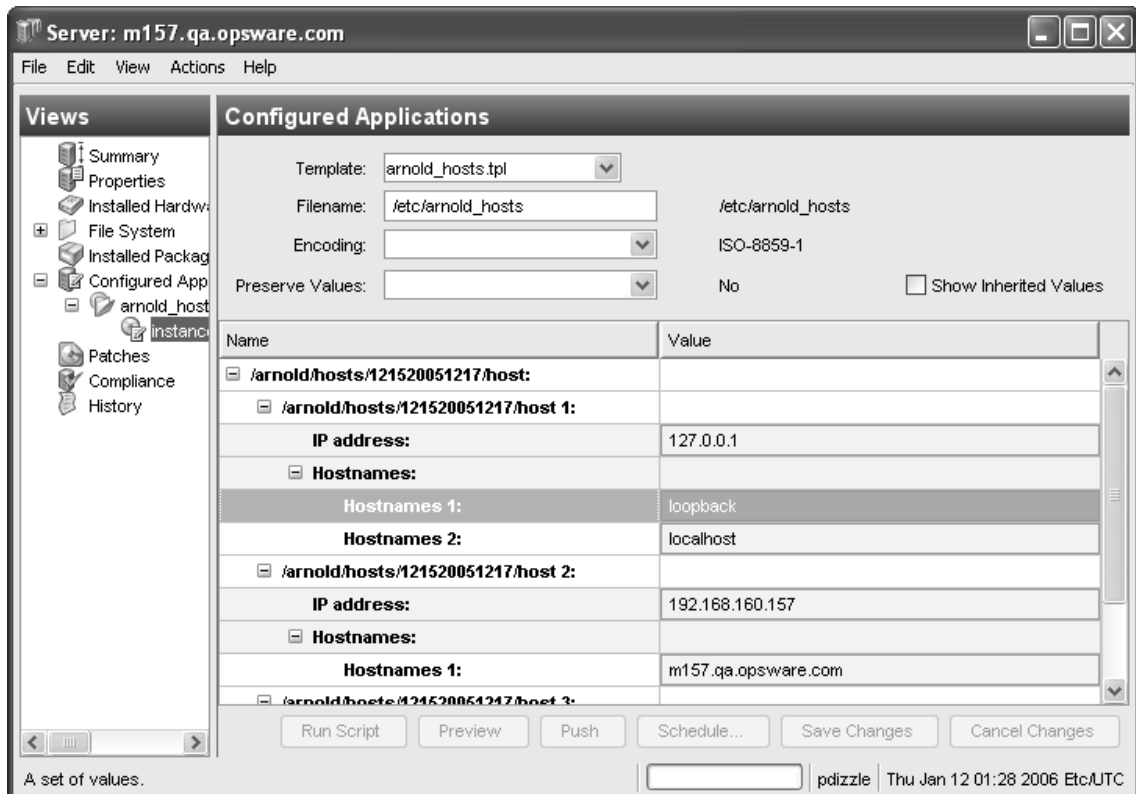 Server: m157.qa.opsware.com
File Edit View Actions Help
Views
Summary
Properties
Installed Hardw
File System
Installed Packag
Configured App
arnold_host
instanc
Patches
Compliance
History
Configured Applications
Template: arnold_hosts.tpl
Filename: /etc/arnold_hosts /etc/arnold_hosts
Encoding: ISO-8859-1
Preserve Values: No Show Inherited Values
Name Value
/arnold/hosts/121520051217/host:
/arnold/hosts/121520051217/host 1:
IP address: 127.0.0.1
Hostnames:
Hostnames 1: loopback
Hostnames 2: localhost
/arnold/hosts/121520051217/host 2:
IP address: 192.168.160.157
Hostnames:
Hostnames 1: m157.qa.opsware.com
/arnold/hosts/121520051217/host 3:
Run Script Preview Push Schedule... Save Changes Cancel Changes
A set of values. pdizzle Thu Jan 12 01:28 2006 Etc/UTC